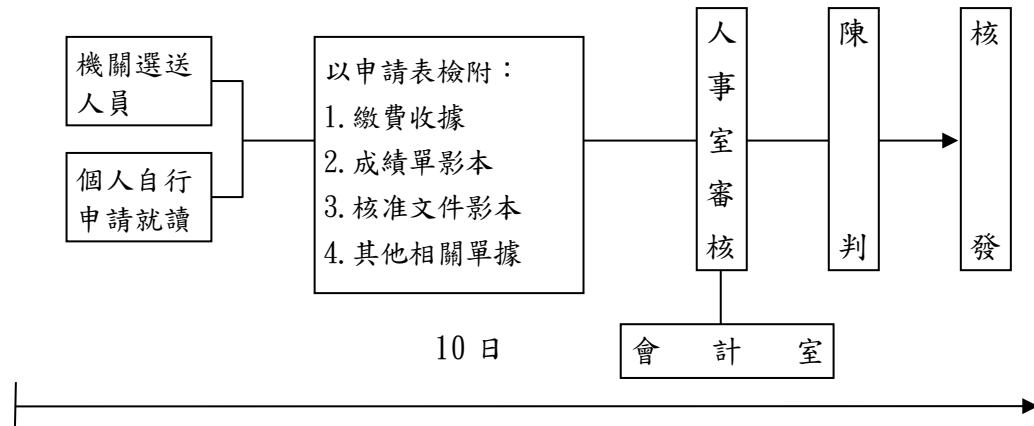 機關選送
人員
個人自行
申請就讀
以申請表檢附：
1.繳費收據
2.成績單影本
3.核准文件影本
4.其他相關單據
人事室審核
陳判
核發
會計室
10日